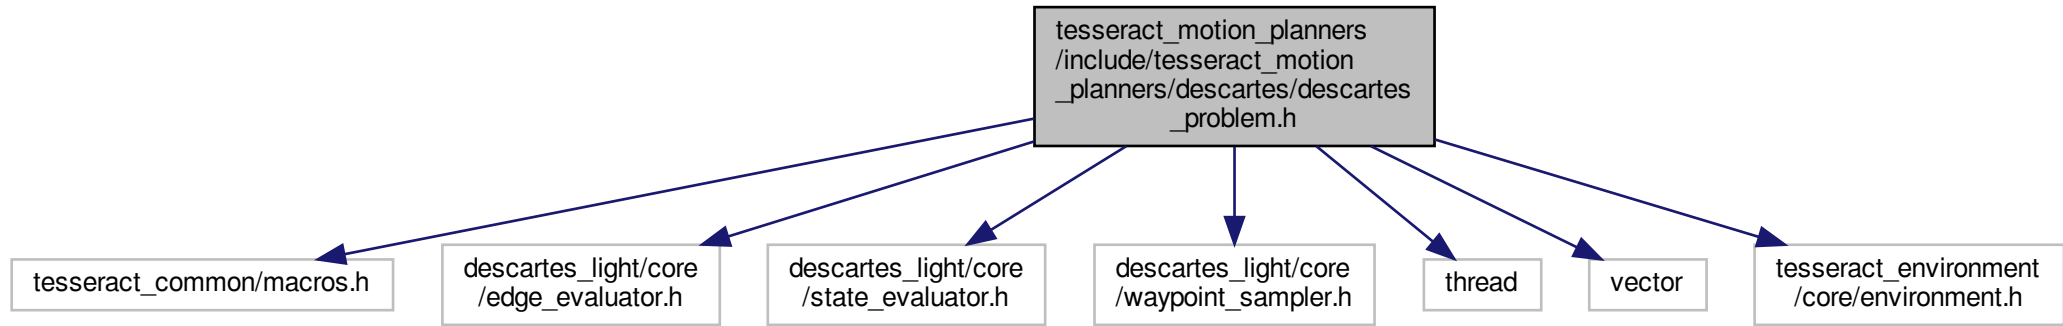 tesseract_motion_planners
/include/tesseract_motion
_planners/descartes/descartes
_problem.h
tesseract_common/macros.h
descartes_light/core
/edge_evaluator.h
descartes_light/core
/state_evaluator.h
descartes_light/core
/waypoint_sampler.h
thread
vector
tesseract_environment
/core/environment.h